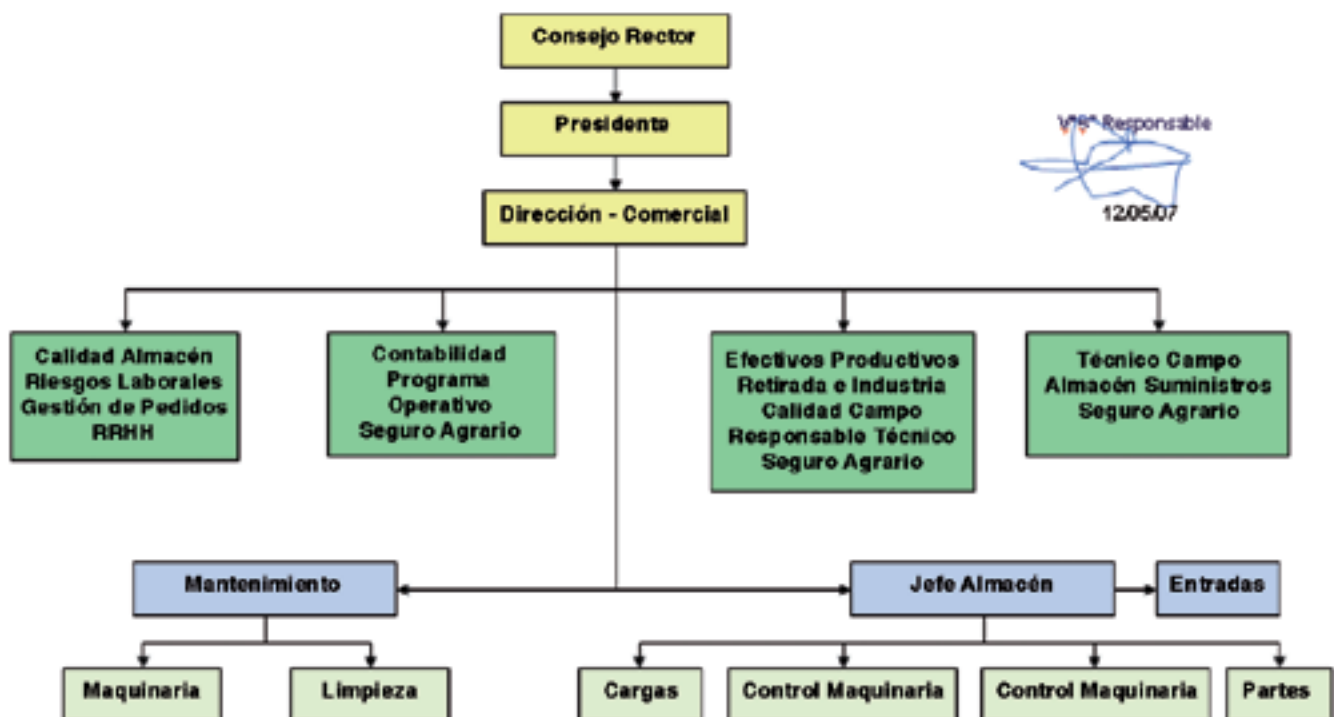 Consejo Rector
Presidente
VºBº Responsable
12/05/07
Dirección - Comercial
Calidad Almacén
Riesgos Laborales
Gestión de Pedidos
RRHH
Contabilidad
Programa
Operativo
Seguro Agrario
Efectivos Productivos
Retirada e Industria
Calidad Campo
Responsable Técnico
Seguro Agrario
Técnico Campo
Almacén Suministros
Seguro Agrario
Mantenimiento
Jefe Almacén
Entradas
Maquinaria
Limpieza
Cargas
Control Maquinaria
Control Maquinaria
Partes